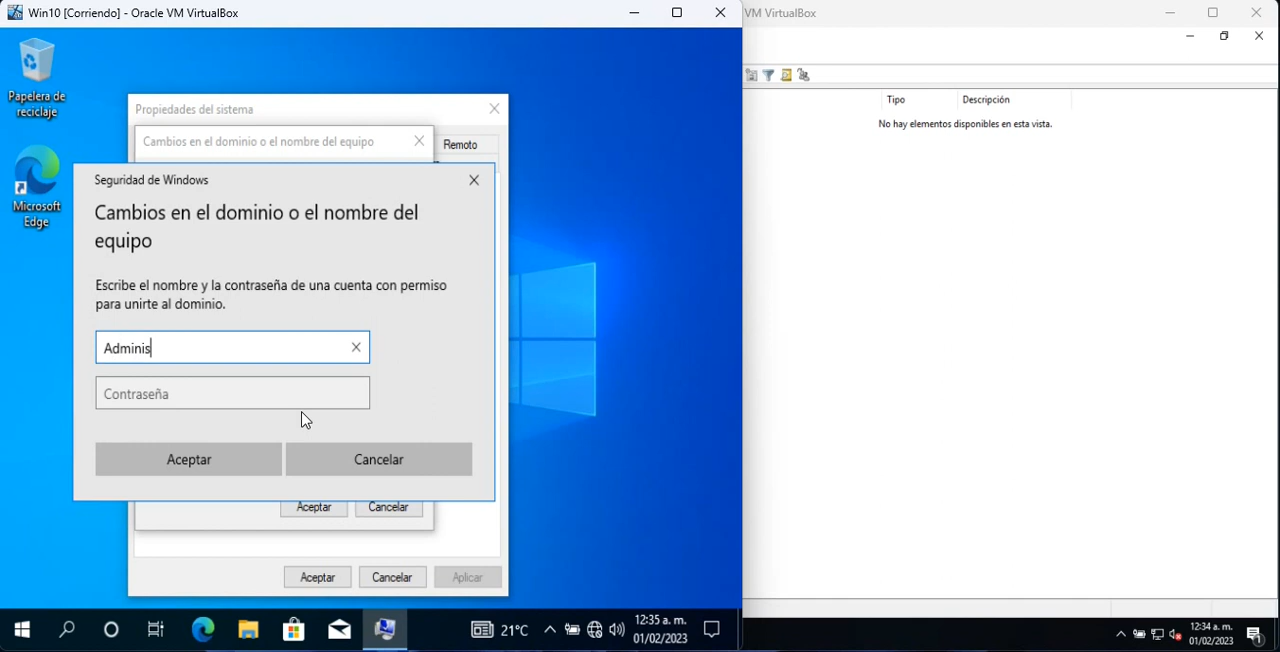 Win10 [Corriendo] - Oracle VM VirtualBox
VM VirtualBox
Papelera de
reciclaje
Microsoft
Edge
Propiedades del sistema
Cambios en el dominio o el nombre del equipo
Remoto
Seguridad de Windows
Cambios en el dominio o el nombre del
equipo
Escribe el nombre y la contraseña de una cuenta con permiso
para unirte al dominio.
Adminis
Contraseña
Aceptar
Cancelar
Aceptar
Cancelar
Aceptar
Cancelar
Aplicar
Tipo
Descripción
No hay elementos disponibles en esta vista.
21°C
12:35 a. m.
01/02/2023
12:34 a. m.
01/02/2023
1